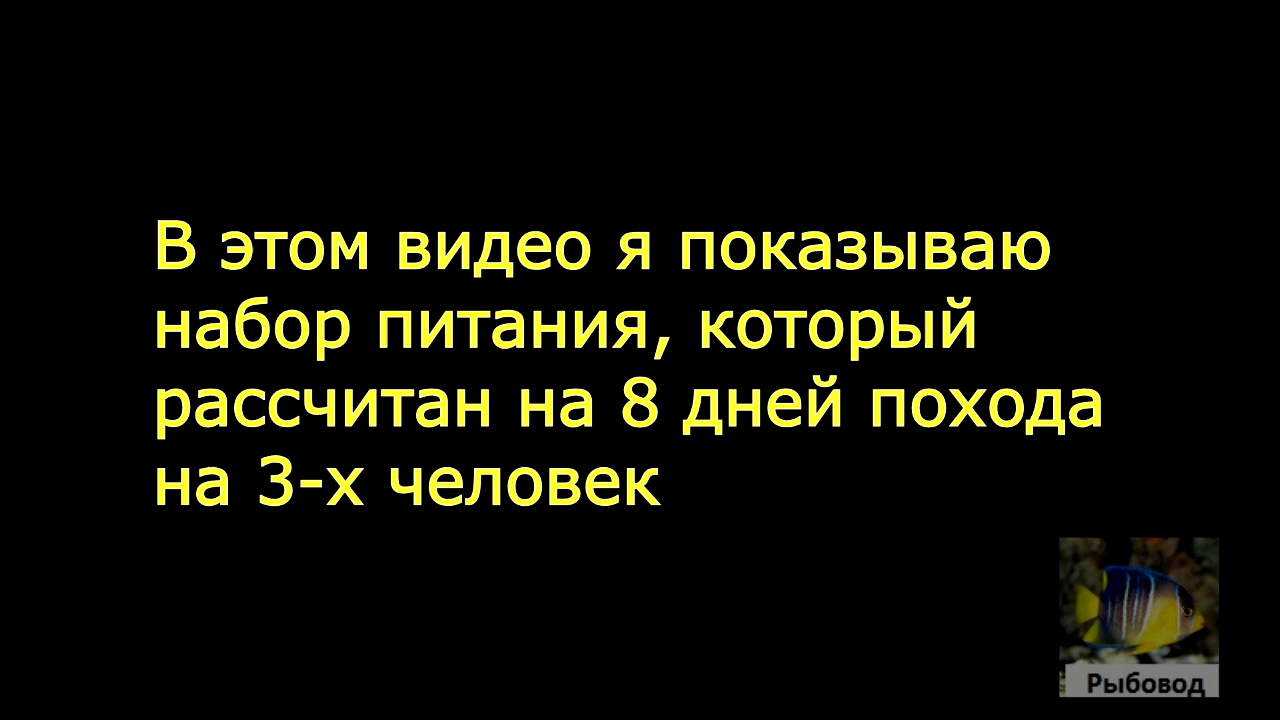 В этом видео я показываю
набор питания, который
рассчитан на 8 дней похода
на 3-х человек
Рыбовод